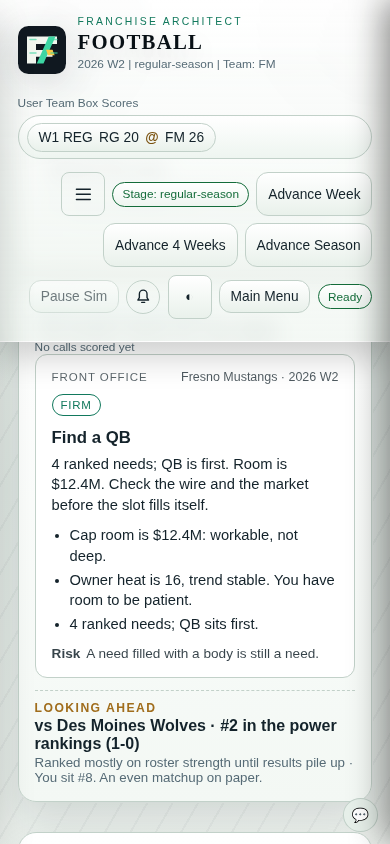 FRANCHISE ARCHITECT
FOOTBALL
2026 W2 | regular-season | Team: FM
User Team Box Scores
W1 REG RG 20 @ FM 26
Stage: regular-season
Advance Week
Advance 4 Weeks
Advance Season
Pause Sim
Main Menu
Ready
No calls scored yet
FRONT OFFICE
Fresno Mustangs · 2026 W2
FIRM
Find a QB
4 ranked needs; QB is first. Room is
$12.4M. Check the wire and the market
before the slot fills itself.
• Cap room is $12.4M: workable, not
deep.
• Owner heat is 16, trend stable. You have
room to be patient.
• 4 ranked needs; QB sits first.
Risk A need filled with a body is still a need.
LOOKING AHEAD
vs Des Moines Wolves · #2 in the power
rankings (1-0)
Ranked mostly on roster strength until results pile up ·
You sit #8. An even matchup on paper.